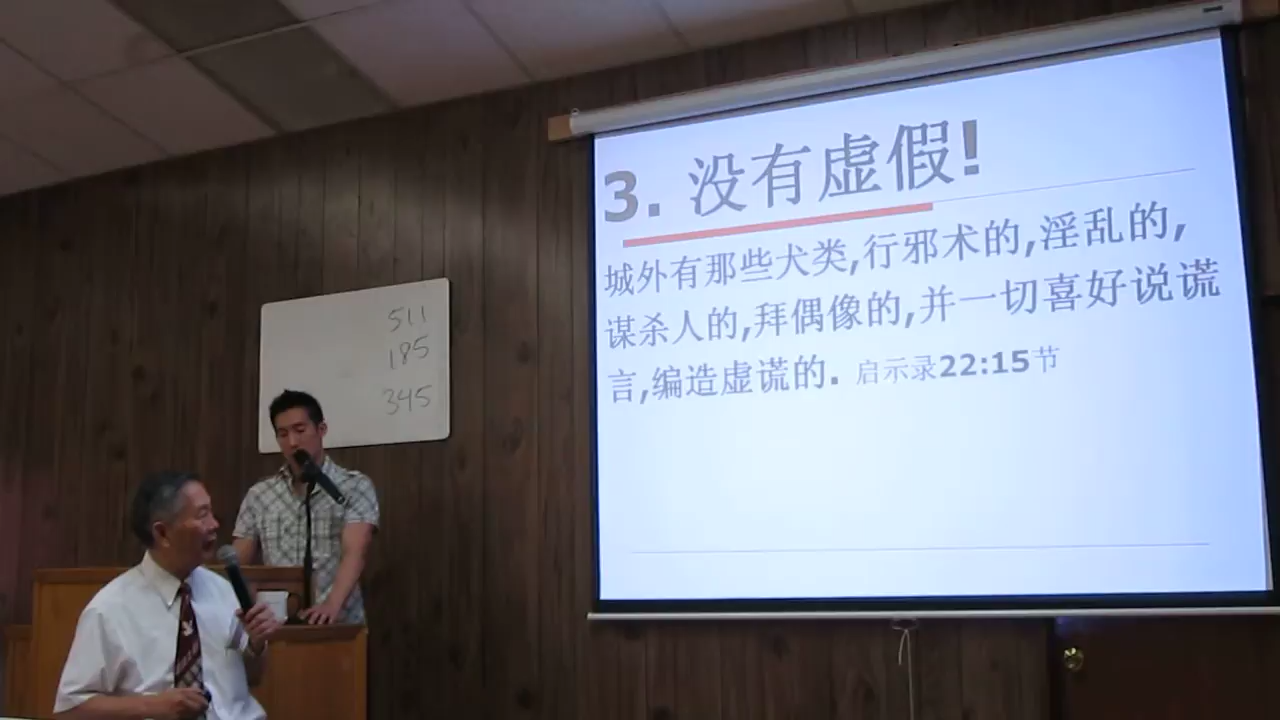 3. 没有虚假!
城外有那些犬类,行邪术的,淫乱的,
谋杀人的,拜偶像的,并一切喜好说谎
言,编造虚谎的. 启示录22:15节
511
185
345